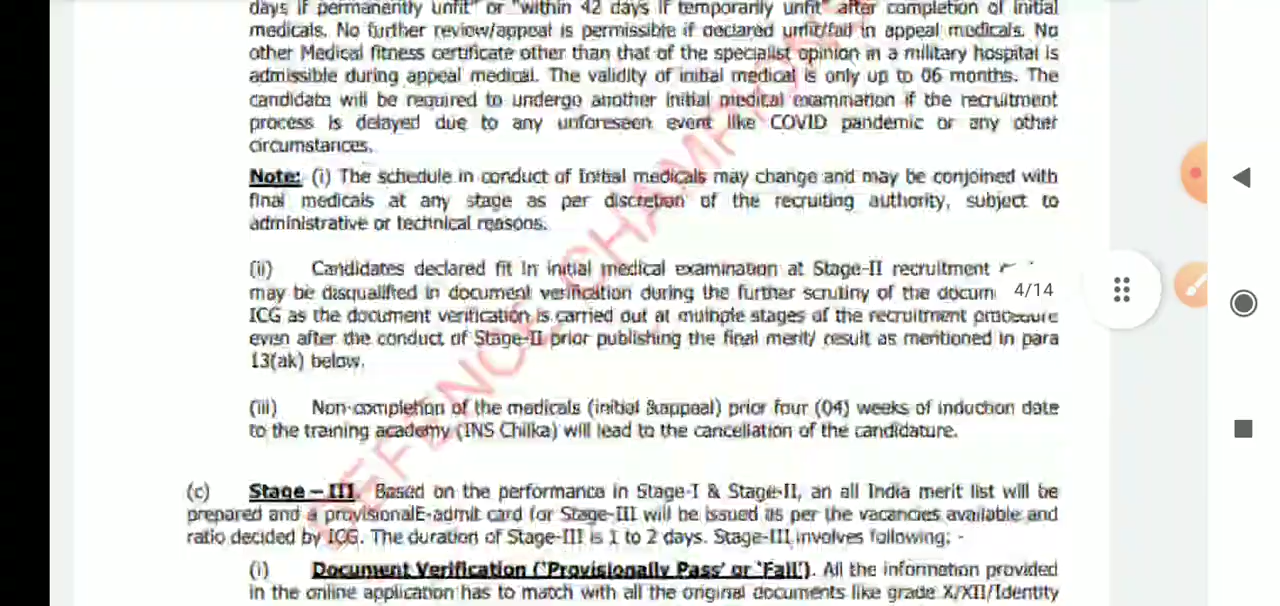 days if permanently unfit" or "within 42 days if temporarily unfit" after completion of initial
medicals. No further review/appeal is permissible if declared unfit/fail in appeal medicals. No
other Medical fitness certificate other than that of the specialist opinion in a military hospital is
admissible during appeal medical. The validity of initial medical is only up to 06 months. The
candidate will be required to undergo another initial medical examination if the recruitment
process is delayed due to any unforeseen event like COVID pandemic or any other
circumstances.
Note: (i) The schedule in conduct of Initial medicals may change and may be conjoined with
final medicals at any stage as per discretion of the recruiting authority, subject to
administrative or technical reasons.
(ii) Candidates declared fit in initial medical examination at Stage-II recruitment
may be disqualified in document verification during the further scrutiny of the docum
4/14
ICG as the document verification is carried out at multiple stages of the recruitment procedure
even after the conduct of Stage-II prior publishing the final merit/ result as mentioned in para
13(ak) below.
(iii) Non-completion of the medicals (initial &appeal) prior four (04) weeks of induction date
to the training academy (INS Chilka) will lead to the cancellation of the candidature.
(c) Stage – III. Based on the performance in Stage-I & Stage-II, an all India merit list will be
prepared and a provisionalE-admit card for Stage-III will be issued as per the vacancies available and
ratio decided by ICG. The duration of Stage-III is 1 to 2 days. Stage-III involves following: -
(i) Document Verification ('Provisionally Pass' or 'Fail'). All the information provided
in the online application has to match with all the original documents like grade X/XII/Identity
DEFENCE CHAMPIONS